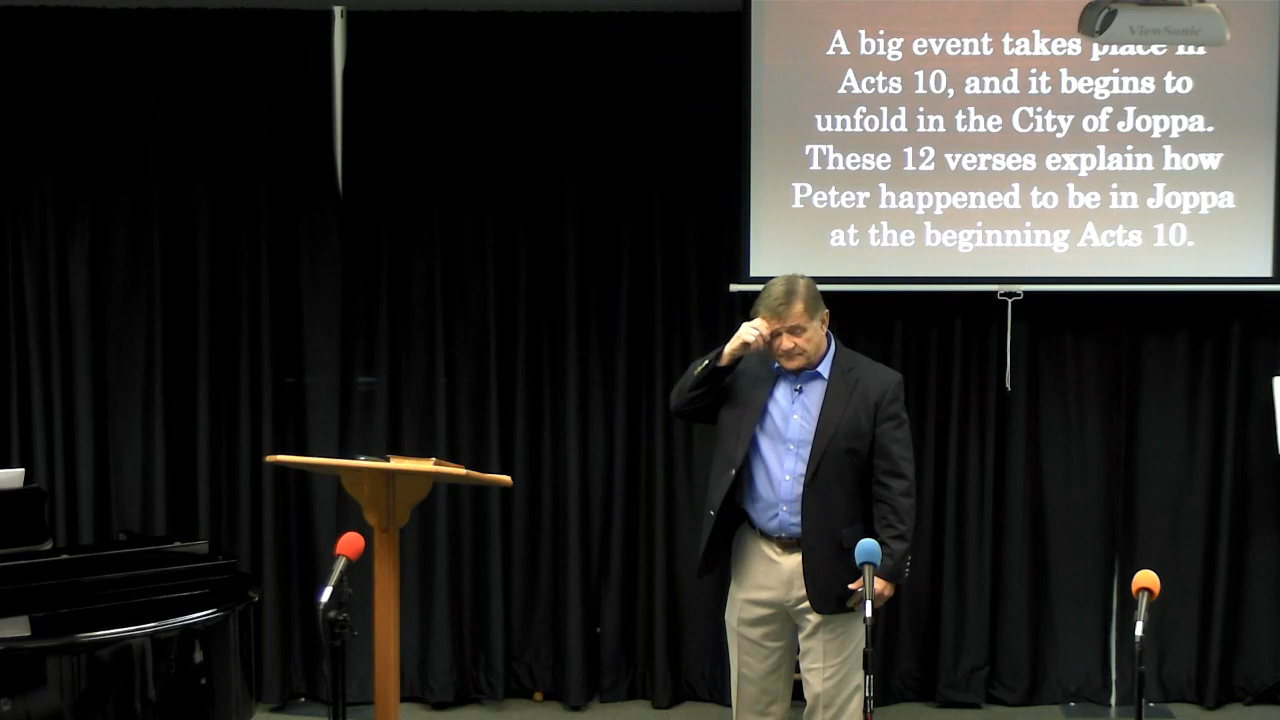 ViewSonic
A big event takes place in
Acts 10, and it begins to
unfold in the City of Joppa.
These 12 verses explain how
Peter happened to be in Joppa
at the beginning Acts 10.